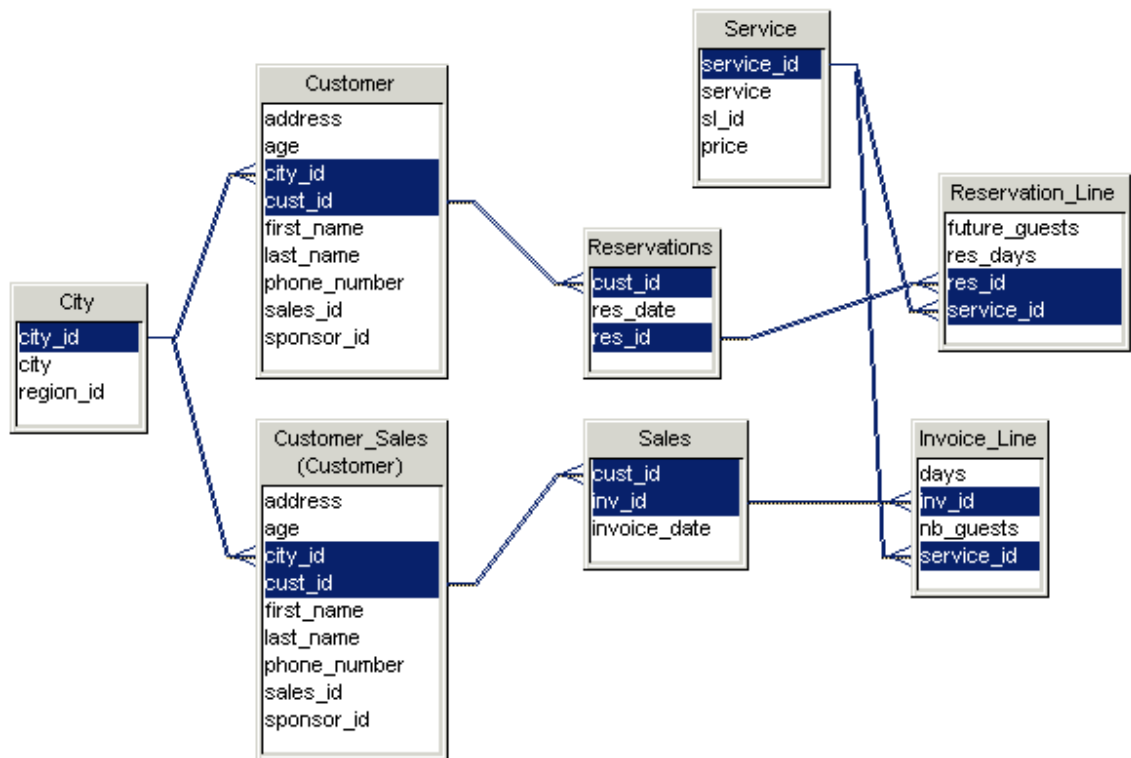 Service
service_id
service
sl_id
price
Customer
address
age
city_id
cust_id
first_name
last_name
phone_number
sales_id
sponsor_id
Reservation_Line
future_guests
res_days
res_id
service_id
Reservations
cust_id
res_date
res_id
City
city_id
city
region_id
Customer_Sales
(Customer)
address
age
city_id
cust_id
first_name
last_name
phone_number
sales_id
sponsor_id
Sales
cust_id
inv_id
invoice_date
Invoice_Line
days
inv_id
nb_guests
service_id